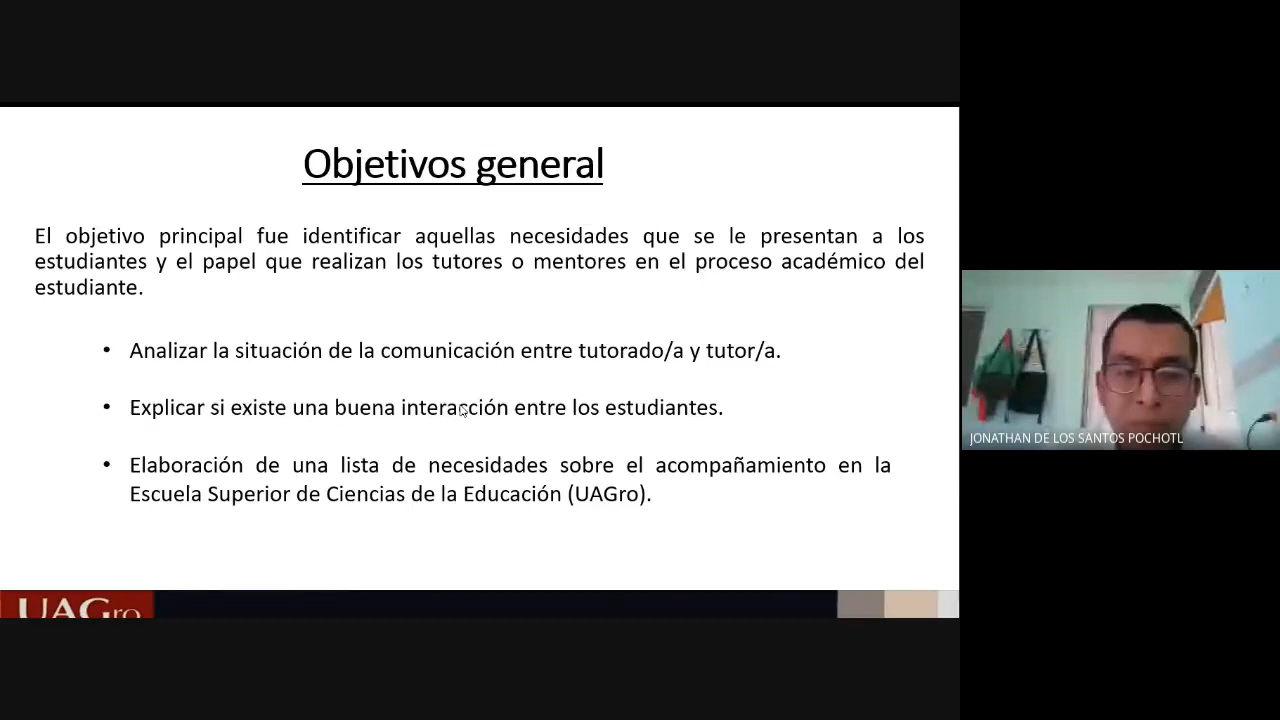 Objetivos general
El objetivo principal fue identificar aquellas necesidades que se le presentan a los
estudiantes y el papel que realizan los tutores o mentores en el proceso académico del
estudiante.
• Analizar la situación de la comunicación entre tutorado/a y tutor/a.
• Explicar si existe una buena interacción entre los estudiantes.
• Elaboración de una lista de necesidades sobre el acompañamiento en la
Escuela Superior de Ciencias de la Educación (UAGro).
UAGro
JONATHAN DE LOS SANTOS POCHOTL